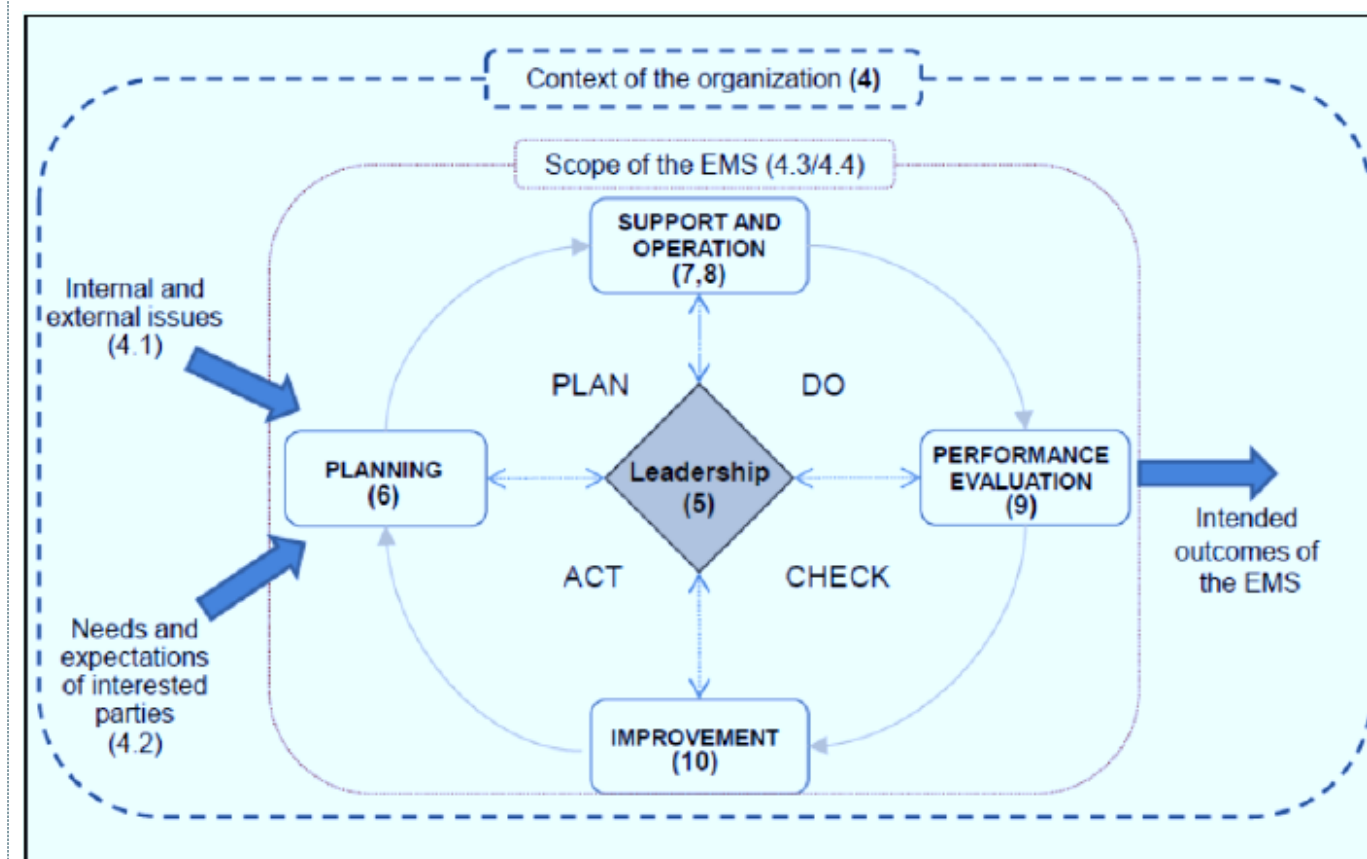 Context of the organization (4)
Scope of the EMS (4.3/4.4)
SUPPORT AND
OPERATION
(7,8)
Internal and
external issues
(4.1)
PLAN
DO
PLANNING
(6)
Leadership
(5)
PERFORMANCE
EVALUATION
(9)
Intended
outcomes of
the EMS
ACT
CHECK
Needs and
expectations
of interested
parties
(4.2)
IMPROVEMENT
(10)